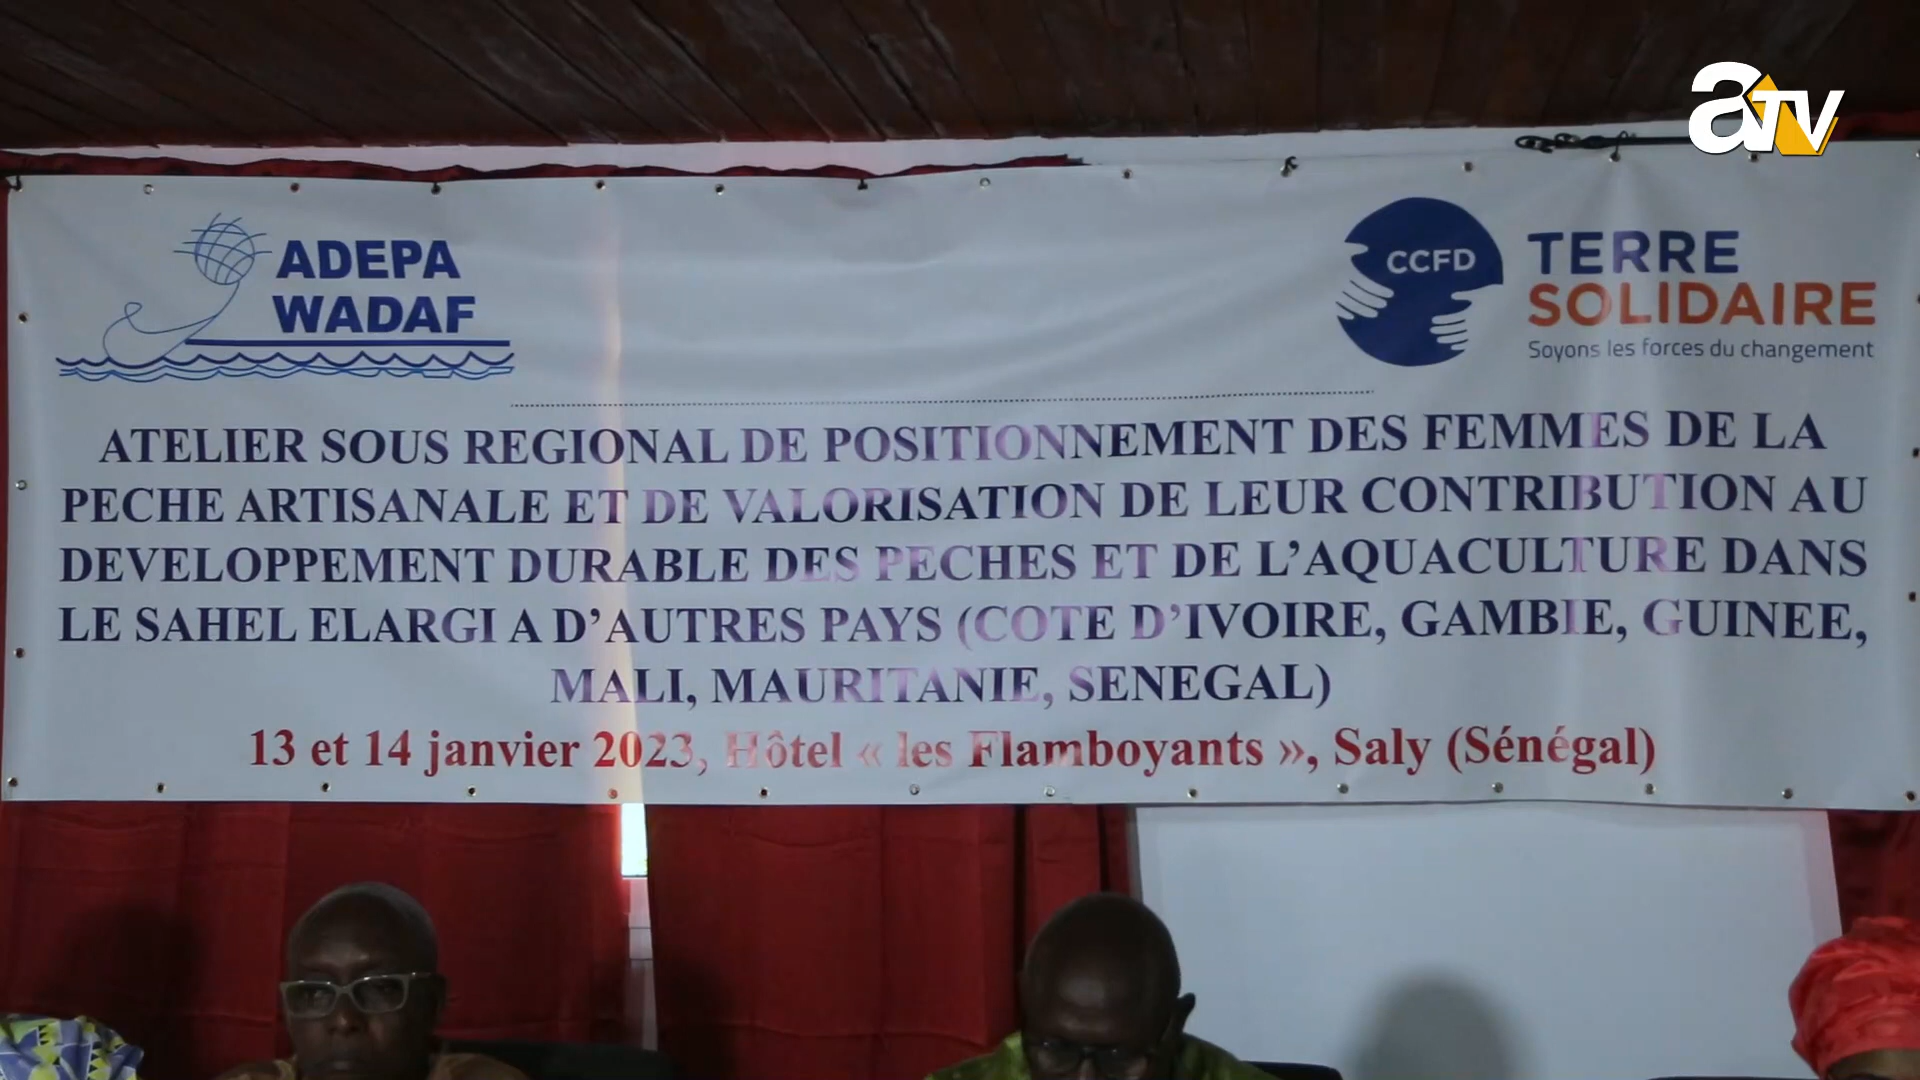 aTV
ADEPA
WADAF
CCFD
TERRE
SOLIDAIRE
Soyons les forces du changement
ATELIER SOUS REGIONAL DE POSITIONNEMENT DES FEMMES DE LA
PECHE ARTISANALE ET DE VALORISATION DE LEUR CONTRIBUTION AU
DEVELOPPEMENT DURABLE DES PECHES ET DE L’AQUACULTURE DANS
LE SAHEL ELARGI A D’AUTRES PAYS (COTE D’IVOIRE, GAMBIE, GUINEE,
MALI, MAURITANIE, SENEGAL)
13 et 14 janvier 2023, Hôtel « les Flamboyants », Saly (Sénégal)